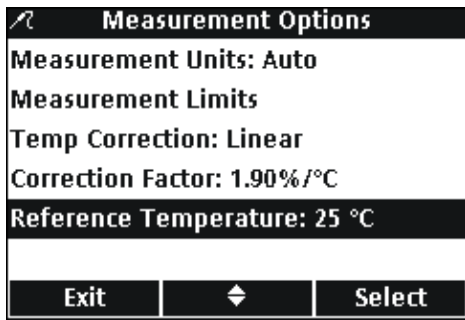 Measurement Options
Measurement Units: Auto
Measurement Limits
Temp Correction: Linear
Correction Factor: 1.90%/°C
Reference Temperature: 25 °C
Exit
Select